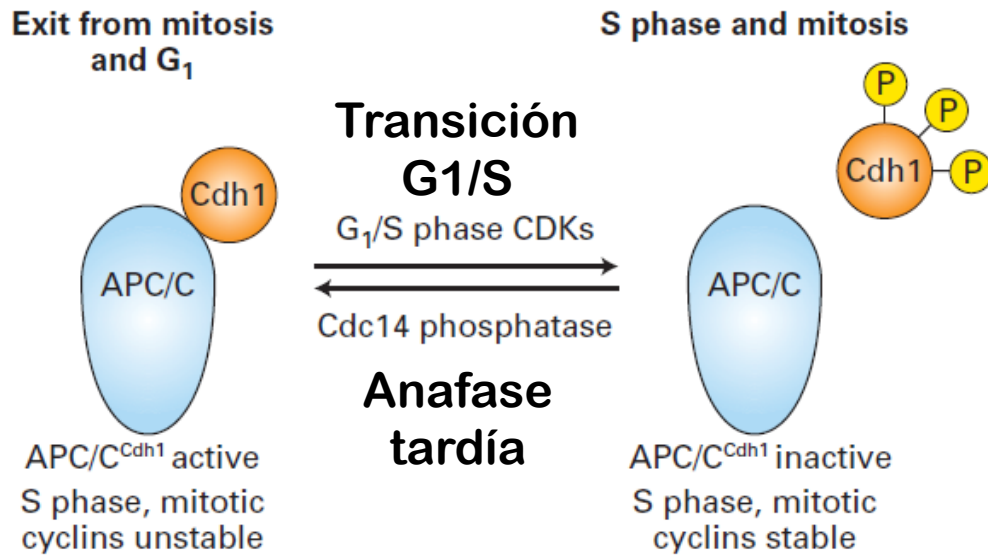 Exit from mitosis
and G₁
S phase and mitosis
Transición
G1/S
G₁/S phase CDKs
Cdc14 phosphatase
Anafase
tardía
Cdh1
APC/C
APC/Cᶜᵈʰ¹ active
S phase, mitotic
cyclins unstable
P
P
P
Cdh1
APC/C
APC/Cᶜᵈʰ¹ inactive
S phase, mitotic
cyclins stable